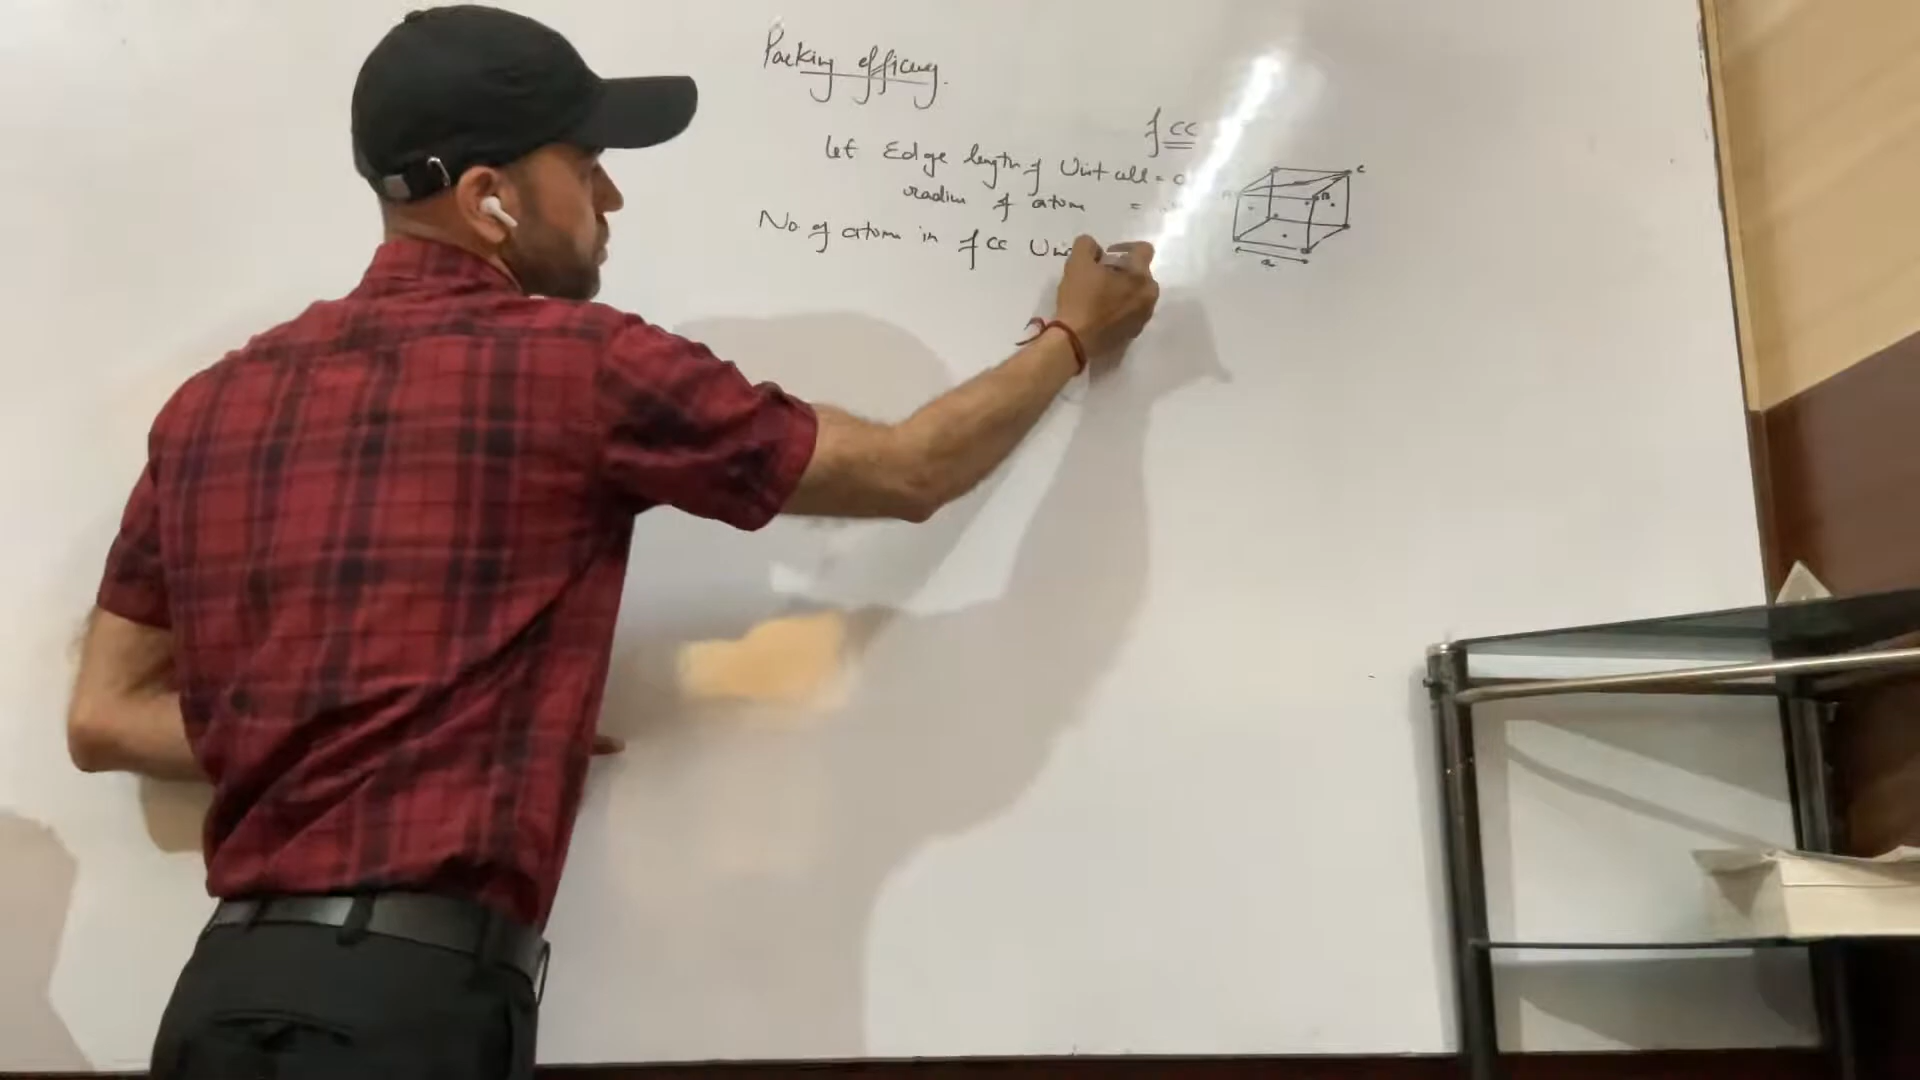 Packing efficiency.
fcc
Let Edge length of Unit cell = a
radius of atom =
No of atom in fcc Uni
A B C
a